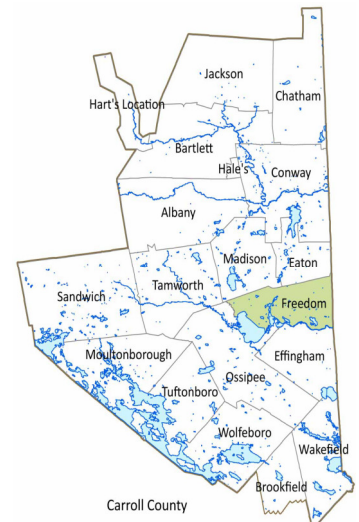 Jackson
Chatham
Hart's Location
Bartlett
Hale's
Conway
Albany
Madison
Eaton
Tamworth
Sandwich
Freedom
Effingham
Moultonborough
Ossipee
Tuftonboro
Wolfeboro
Wakefield
Brookfield
Carroll County